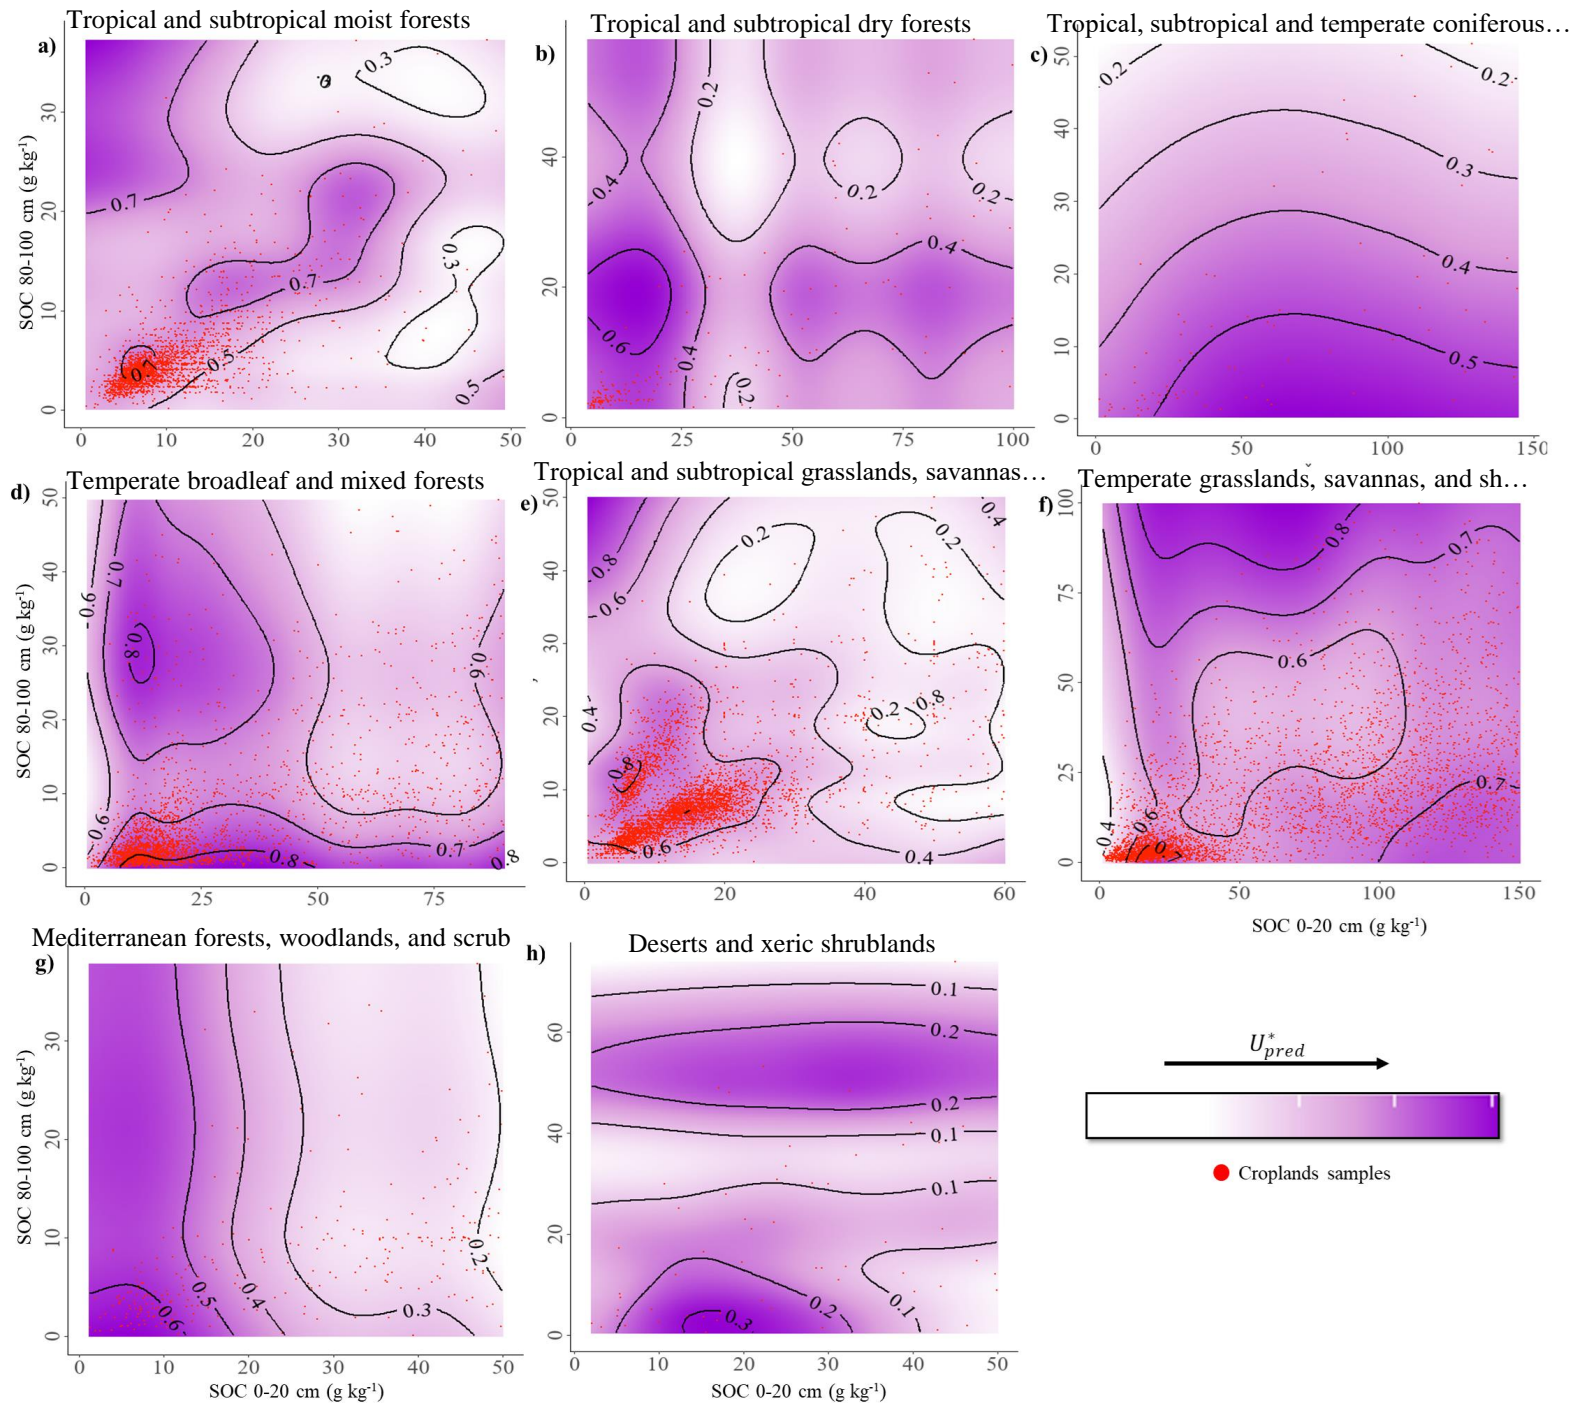 Tropical and subtropical moist forests
a)
0.3
0.3
0.7
0.3
0.7
0.7
0.5
0.5
SOC 80-100 cm (g kg-1)
0 10 20 30
0 10 20 30 40 50
Tropical and subtropical dry forests
b)
0.2
0.4
0.2
0.2
0.4
0.6
0.4
0.2
0 20 40
0 25 50 75 100
Tropical, subtropical and temperate coniferous…
c)
0.2
0.2
0.3
0.4
0.5
0 10 20 30 40 50
0 50 100 150
Temperate broadleaf and mixed forests
d)
0.6
0.7
0.8
0.6
0.6
0.7
0.8
0.8
SOC 80-100 cm (g kg-1)
0 10 20 30 40 50
0 25 50 75
Tropical and subtropical grasslands, savannas…
e)
0.8
0.6
0.2
0.2
0.4
0.4
0.2
0.8
0.8
0.6
0.4
0 10 20 30 40 50
0 20 40 60
Temperate grasslands, savannas, and sh…
f)
0.8
0.7
0.6
0.7
0.4
0.6
0.7
0 25 50 75 100
0 50 100 150
SOC 0-20 cm (g kg-1)
Mediterranean forests, woodlands, and scrub
g)
0.6
0.5
0.4
0.3
0.2
SOC 80-100 cm (g kg-1)
0 10 20 30
0 10 20 30 40 50
SOC 0-20 cm (g kg-1)
Deserts and xeric shrublands
h)
0.1
0.2
0.2
0.1
0.1
0.3
0.2
0.1
0 20 40 60
0 10 20 30 40 50
SOC 0-20 cm (g kg-1)
U*pred
Croplands samples